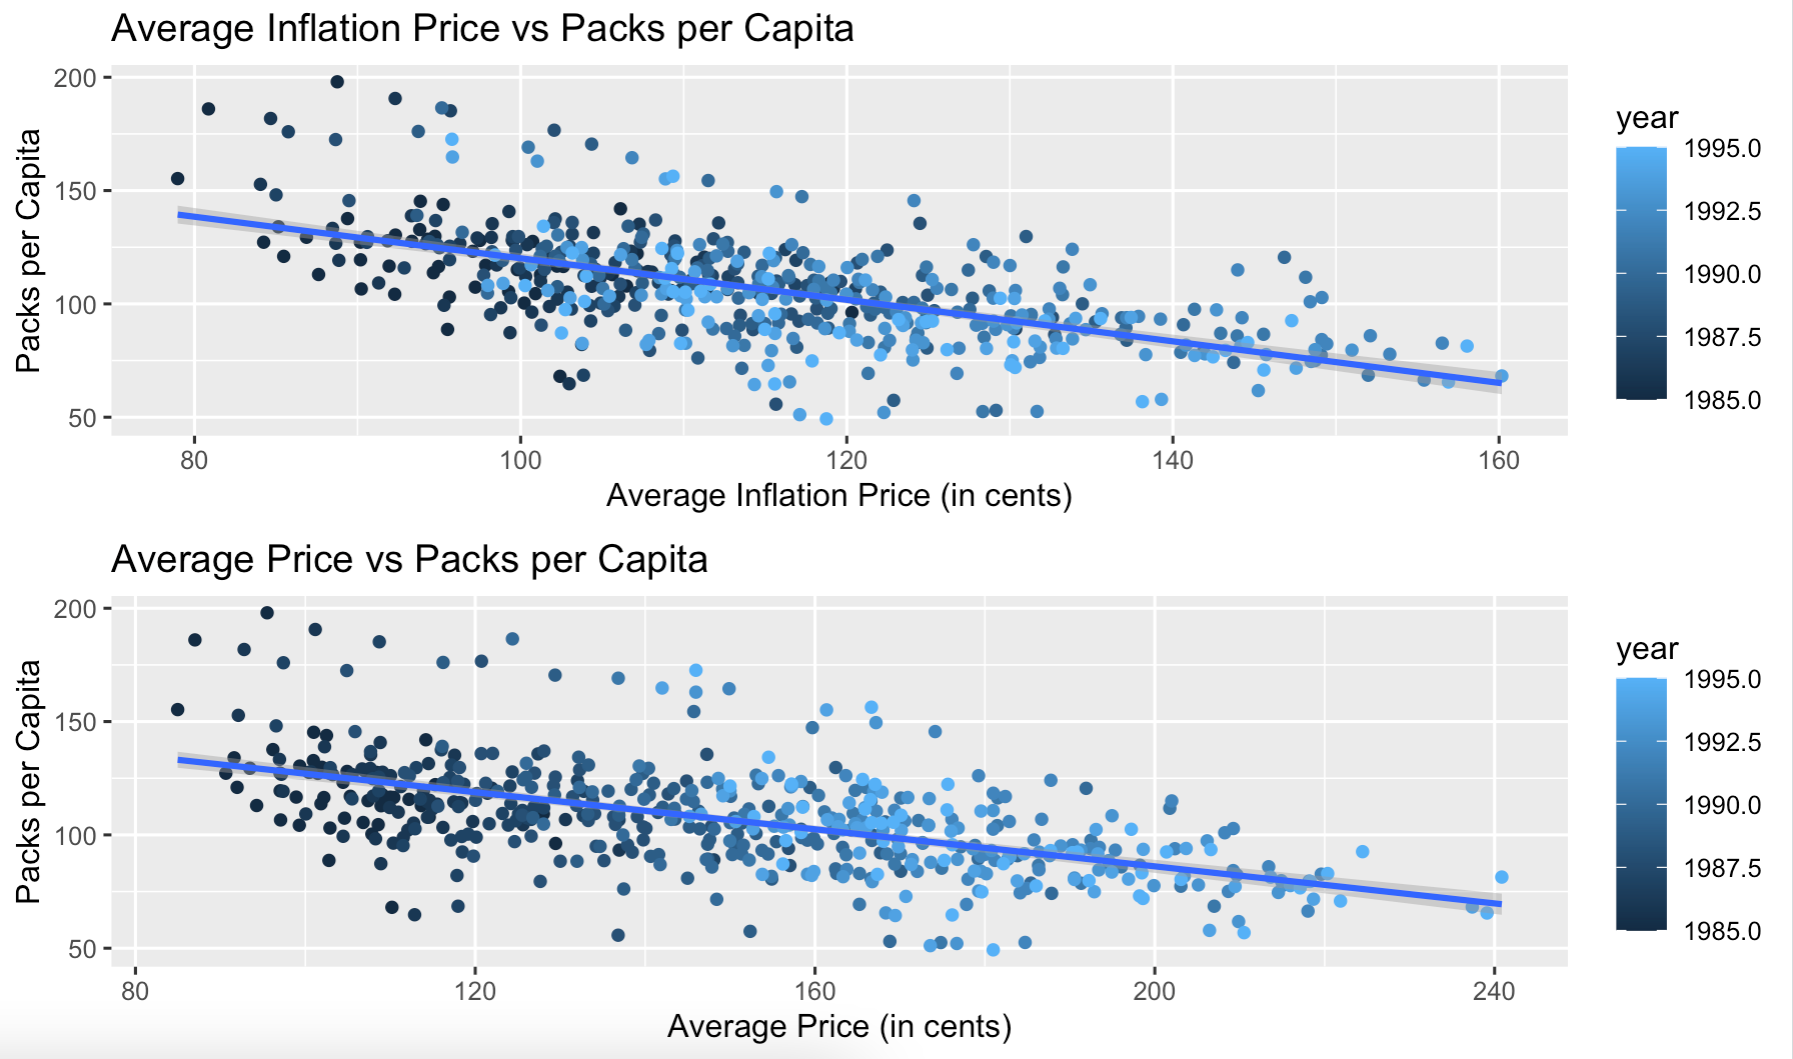 Average Inflation Price vs Packs per Capita
Packs per Capita
200
150
100
50
80 100 120 140 160
Average Inflation Price (in cents)
year
1995.0
1992.5
1990.0
1987.5
1985.0
Average Price vs Packs per Capita
Packs per Capita
200
150
100
50
80 120 160 200 240
Average Price (in cents)
year
1995.0
1992.5
1990.0
1987.5
1985.0